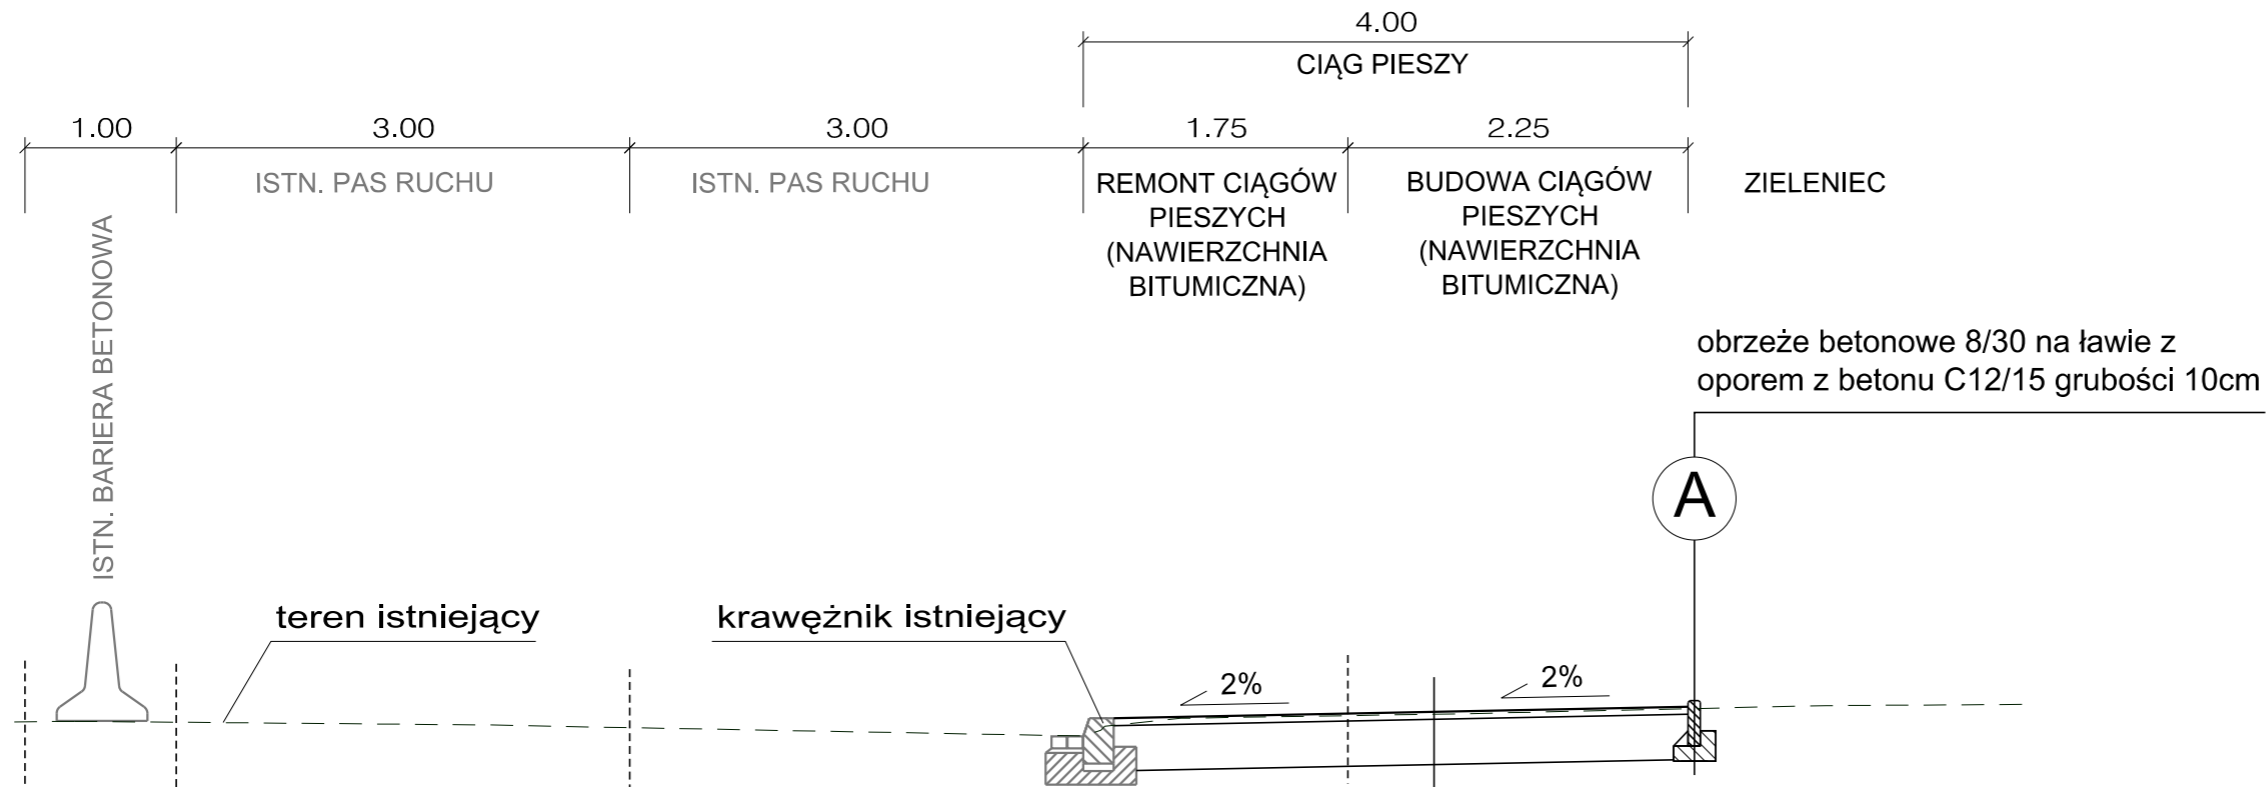 4.00
CIĄG PIESZY
1.00
3.00
3.00
1.75
2.25
ISTN. PAS RUCHU
ISTN. PAS RUCHU
REMONT CIĄGÓW
PIESZYCH
(NAWIERZCHNIA
BITUMICZNA)
BUDOWA CIĄGÓW
PIESZYCH
(NAWIERZCHNIA
BITUMICZNA)
ZIELENIEC
ISTN. BARIERA BETONOWA
obrzeże betonowe 8/30 na ławie z
oporem z betonu C12/15 grubości 10cm
A
teren istniejący
krawężnik istniejący
2%
2%